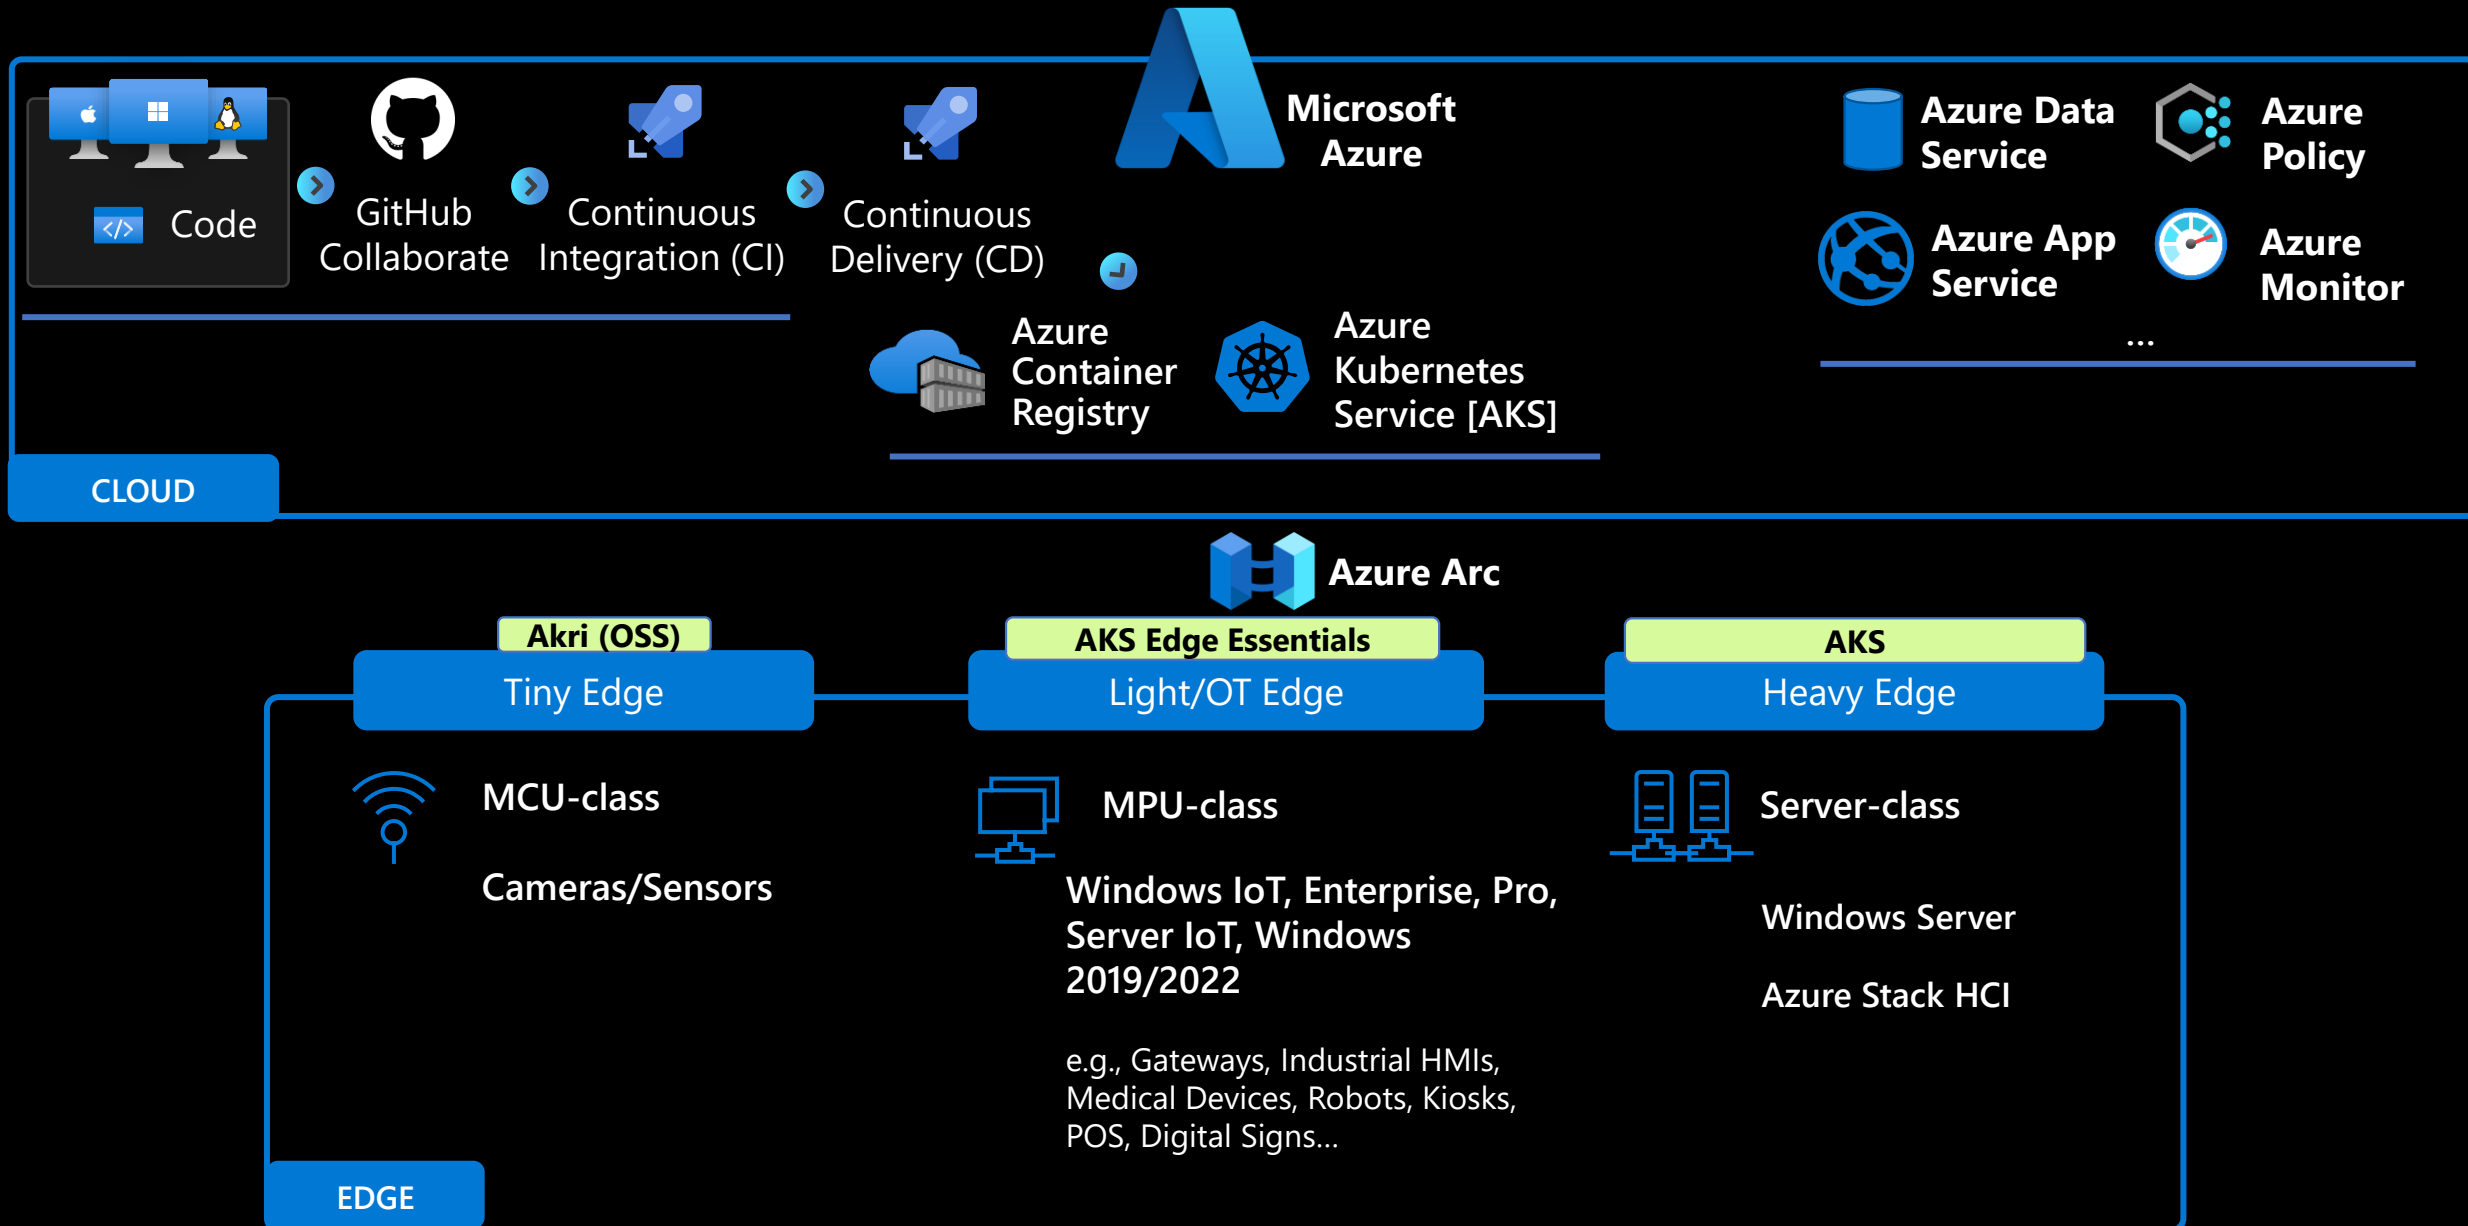 Microsoft
Azure
Code
</>
GitHub
Collaborate
Continuous
Integration (CI)
Continuous
Delivery (CD)
Azure
Container
Registry
Azure
Kubernetes
Service [AKS]
Azure Data
Service
Azure
Policy
Azure App
Service
Azure
Monitor
...
CLOUD
Azure Arc
Akri (OSS)
Tiny Edge
MCU-class
Cameras/Sensors
AKS Edge Essentials
Light/OT Edge
MPU-class
Windows IoT, Enterprise, Pro,
Server IoT, Windows
2019/2022
e.g., Gateways, Industrial HMIs,
Medical Devices, Robots, Kiosks,
POS, Digital Signs...
AKS
Heavy Edge
Server-class
Windows Server
Azure Stack HCI
EDGE